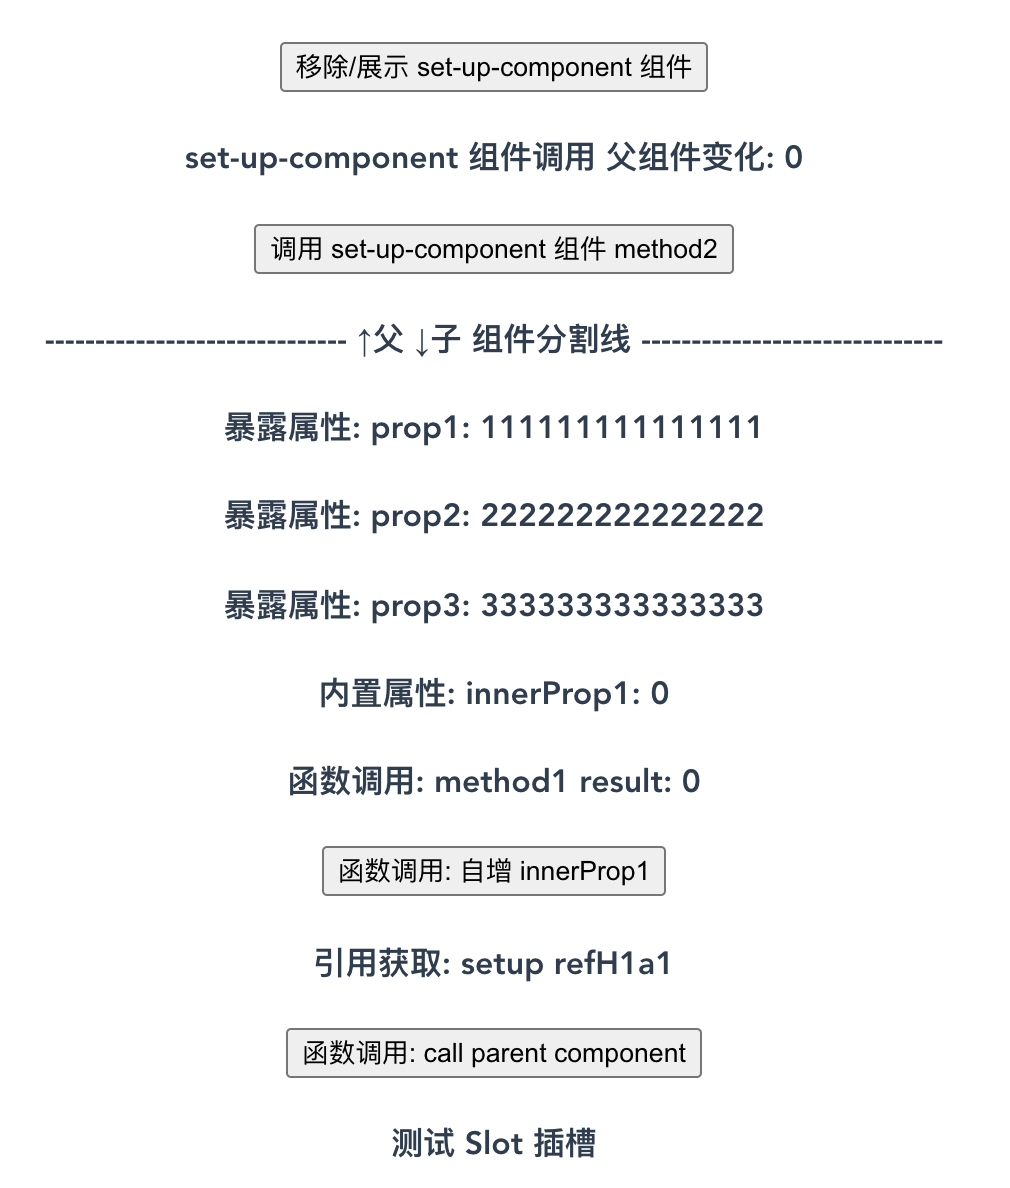 移除/展示 set-up-component 组件
set-up-component 组件调用 父组件变化: 0
调用 set-up-component 组件 method2
------------------------------ ↑父 ↓子 组件分割线 ------------------------------
暴露属性: prop1: 111111111111111
暴露属性: prop2: 222222222222222
暴露属性: prop3: 333333333333333
内置属性: innerProp1: 0
函数调用: method1 result: 0
函数调用: 自增 innerProp1
引用获取: setup refH1a1
函数调用: call parent component
测试 Slot 插槽